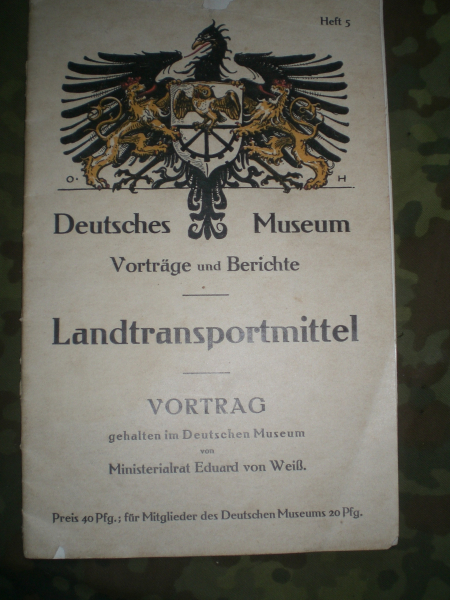 Heft 5
O· H
Deutsches Museum
Vorträge und Berichte
Landtransportmittel
VORTRAG
gehalten im Deutschen Museum
von
Ministerialrat Eduard von Weiß.
Preis 40 Pfg.; für Mitglieder des Deutschen Museums 20 Pfg.